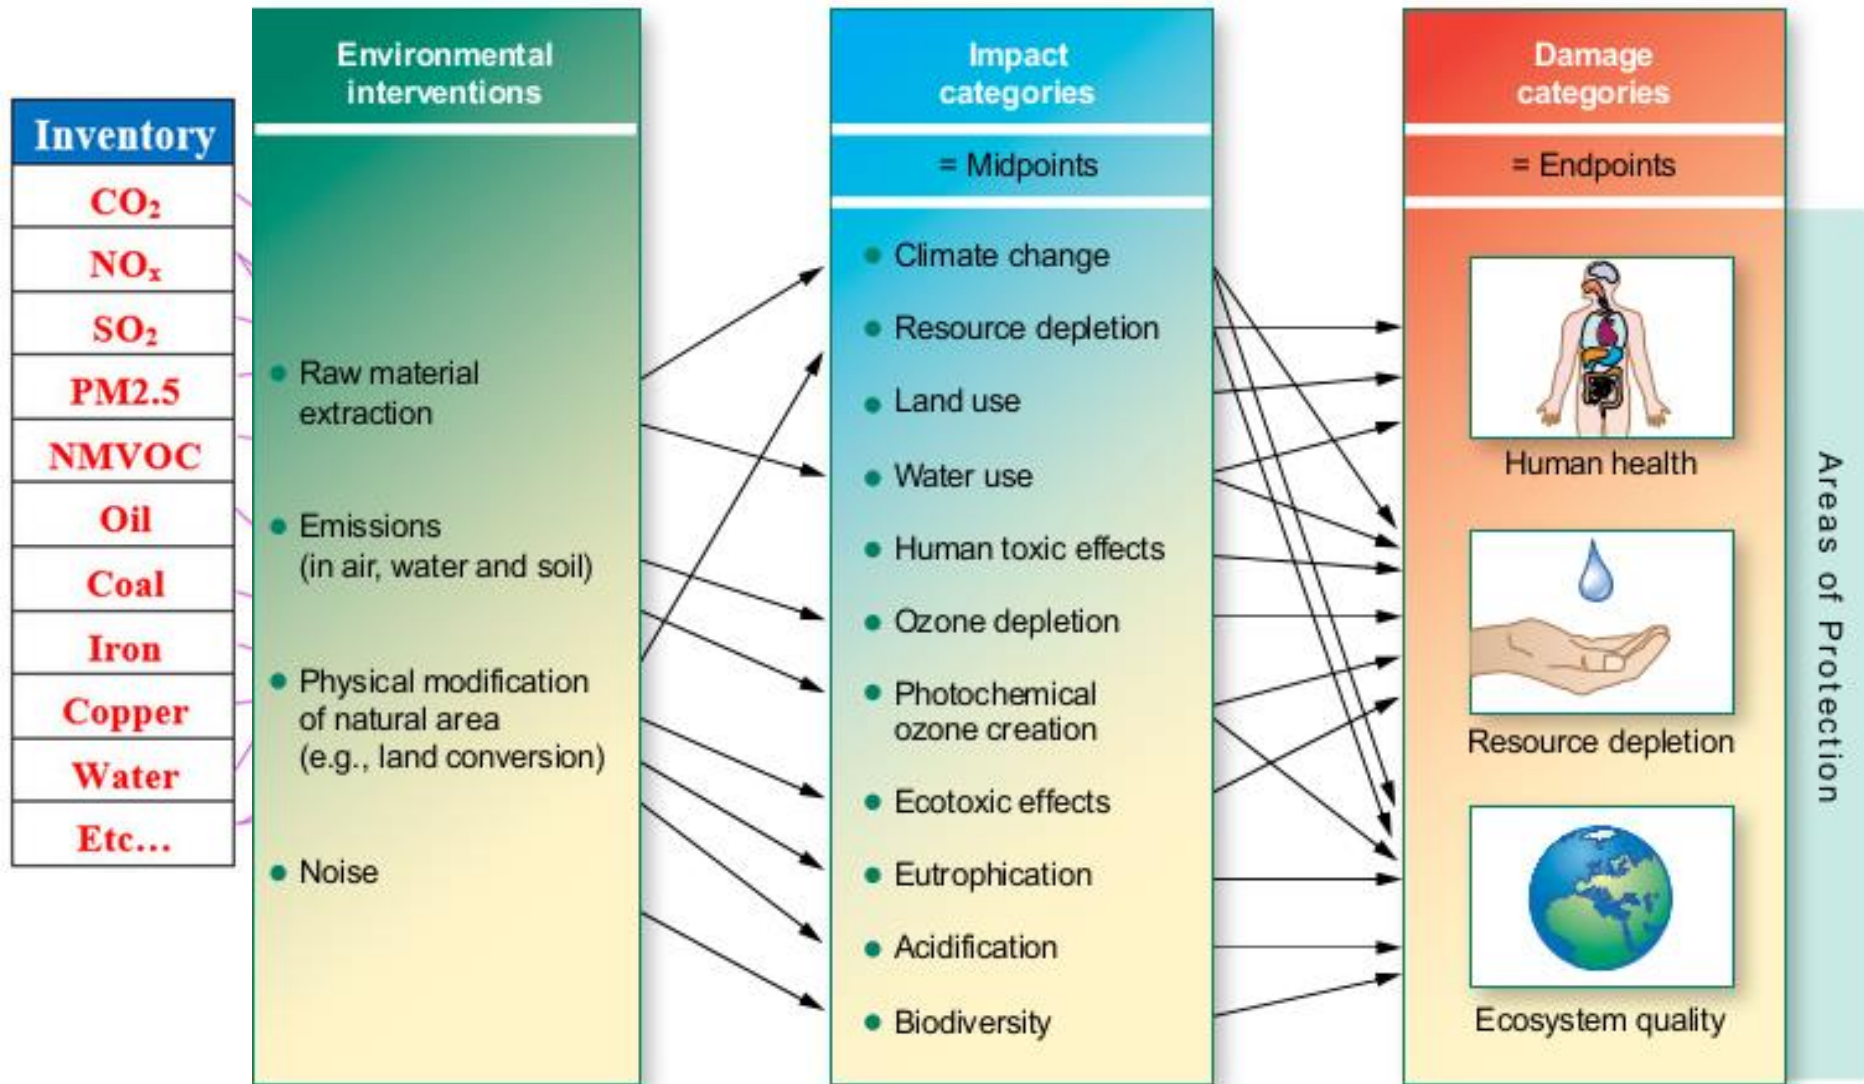 Inventory
CO₂
NOₓ
SO₂
PM2.5
NMVOC
Oil
Coal
Iron
Copper
Water
Etc...
Environmental
interventions
Raw material
extraction
Emissions
(in air, water and soil)
Physical modification
of natural area
(e.g., land conversion)
Noise
Impact
categories
= Midpoints
Climate change
Resource depletion
Land use
Water use
Human toxic effects
Ozone depletion
Photochemical
ozone creation
Ecotoxic effects
Eutrophication
Acidification
Biodiversity
Damage
categories
= Endpoints
Human health
Resource depletion
Ecosystem quality
Areas of Protection